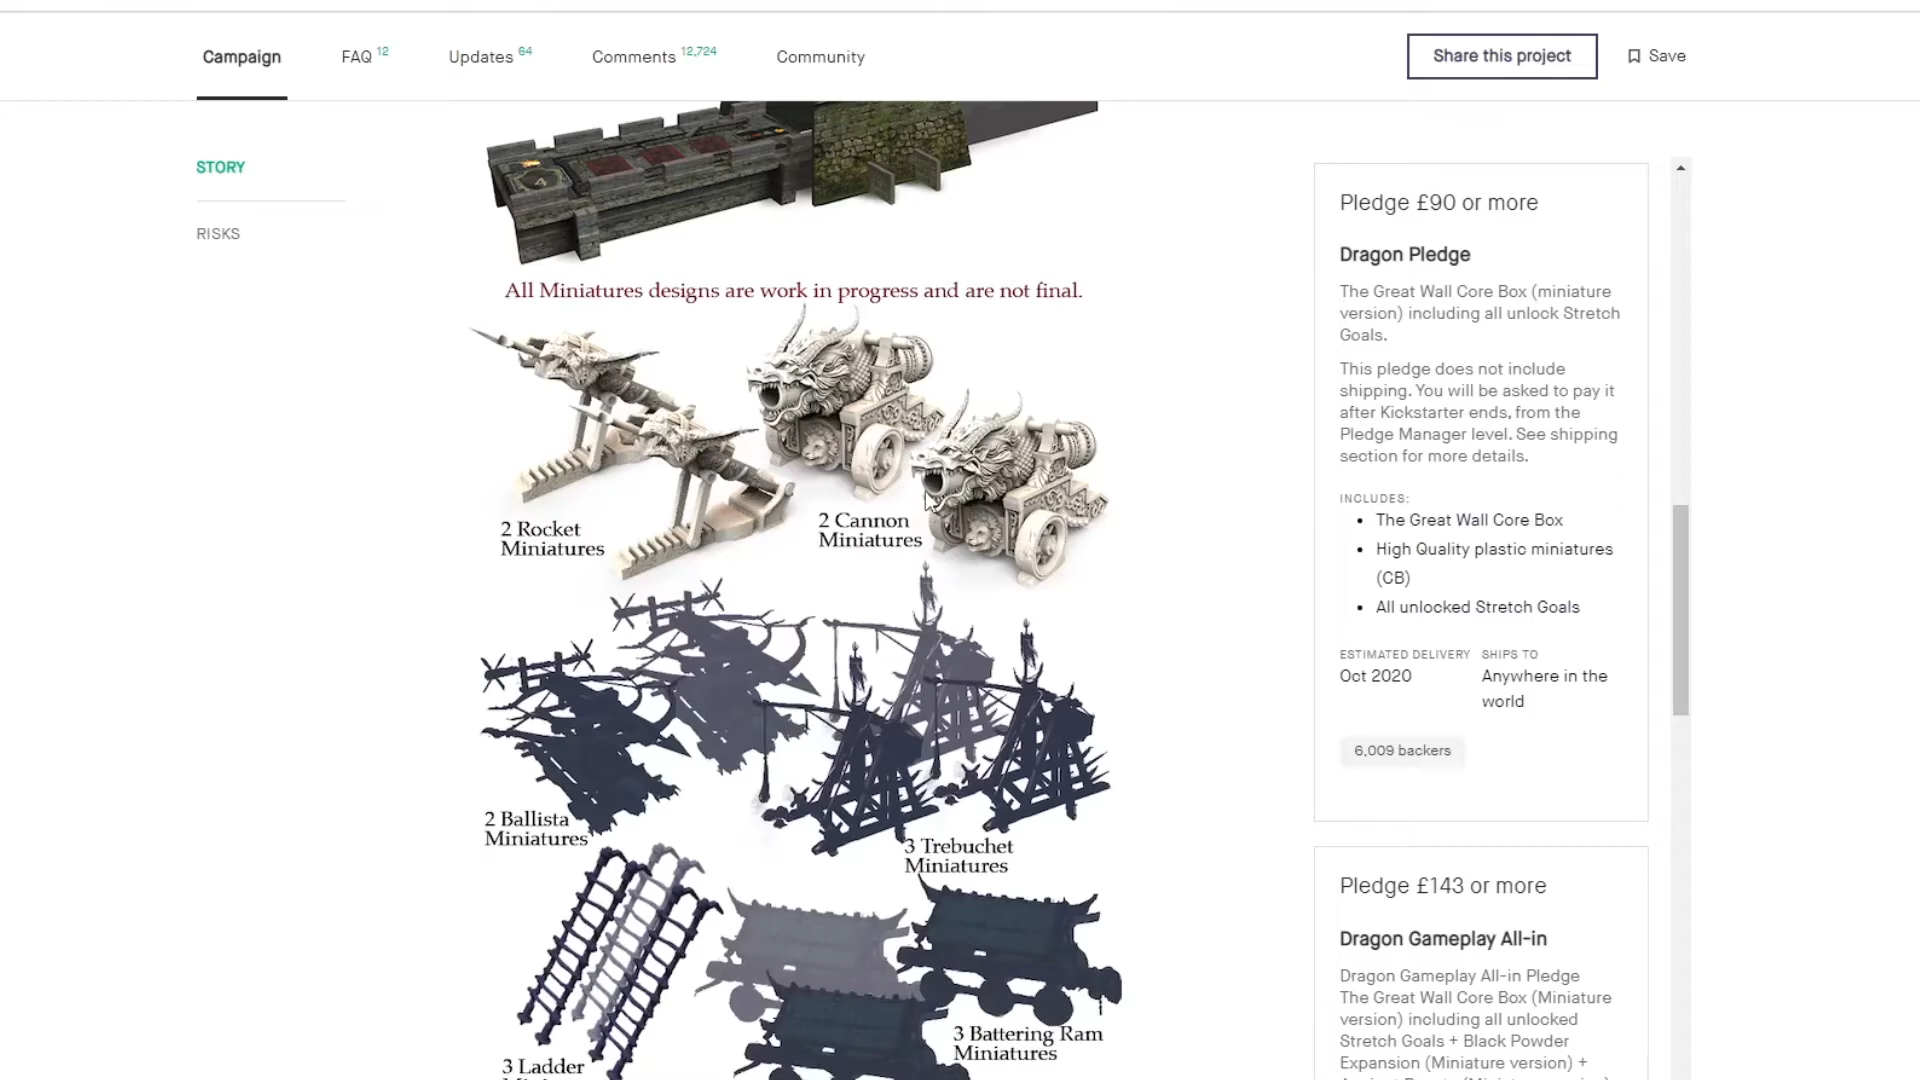 Campaign
FAQ 12
Updates 64
Comments 12,724
Community
Share this project
Save
STORY
RISKS
4
All Miniatures designs are work in progress and are not final.
2 Rocket
Miniatures
2 Cannon
Miniatures
2 Ballista
Miniatures
3 Trebuchet
Miniatures
3 Battering Ram
Miniatures
3 Ladder
Pledge £90 or more
Dragon Pledge
The Great Wall Core Box (miniature
version) including all unlock Stretch
Goals.
This pledge does not include
shipping. You will be asked to pay it
after Kickstarter ends, from the
Pledge Manager level. See shipping
section for more details.
INCLUDES:
• The Great Wall Core Box
• High Quality plastic miniatures
(CB)
• All unlocked Stretch Goals
ESTIMATED DELIVERY SHIPS TO
Oct 2020 Anywhere in the
world
6,009 backers
Pledge £143 or more
Dragon Gameplay All-in
Dragon Gameplay All-in Pledge
The Great Wall Core Box (Miniature
version) including all unlocked
Stretch Goals + Black Powder
Expansion (Miniature version) +